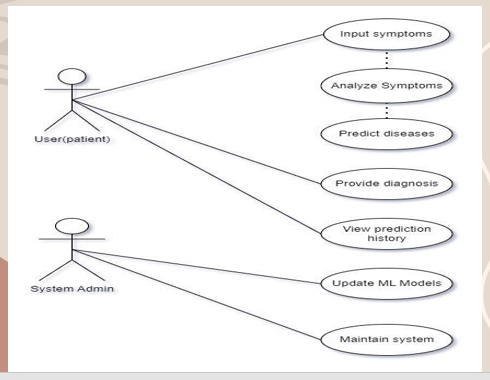 Input symptoms
Analyze Symptoms
Predict diseases
User(patient)
Provide diagnosis
View prediction
history
Update ML Models
System Admin
Maintain system